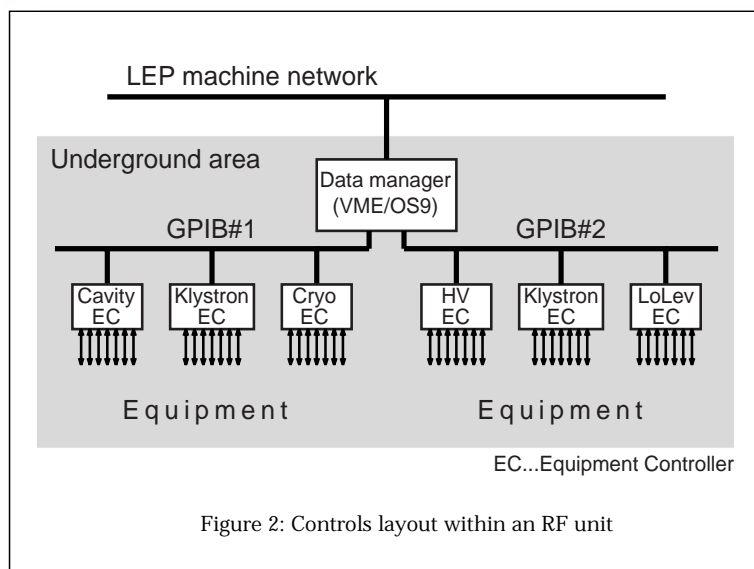 LEP machine network
Underground area
Data manager
(VME/OS9)
GPIB#1
GPIB#2
Cavity
EC
Klystron
EC
Cryo
EC
HV
EC
Klystron
EC
LoLev
EC
Equipment
Equipment
EC...Equipment Controller
Figure 2: Controls layout within an RF unit